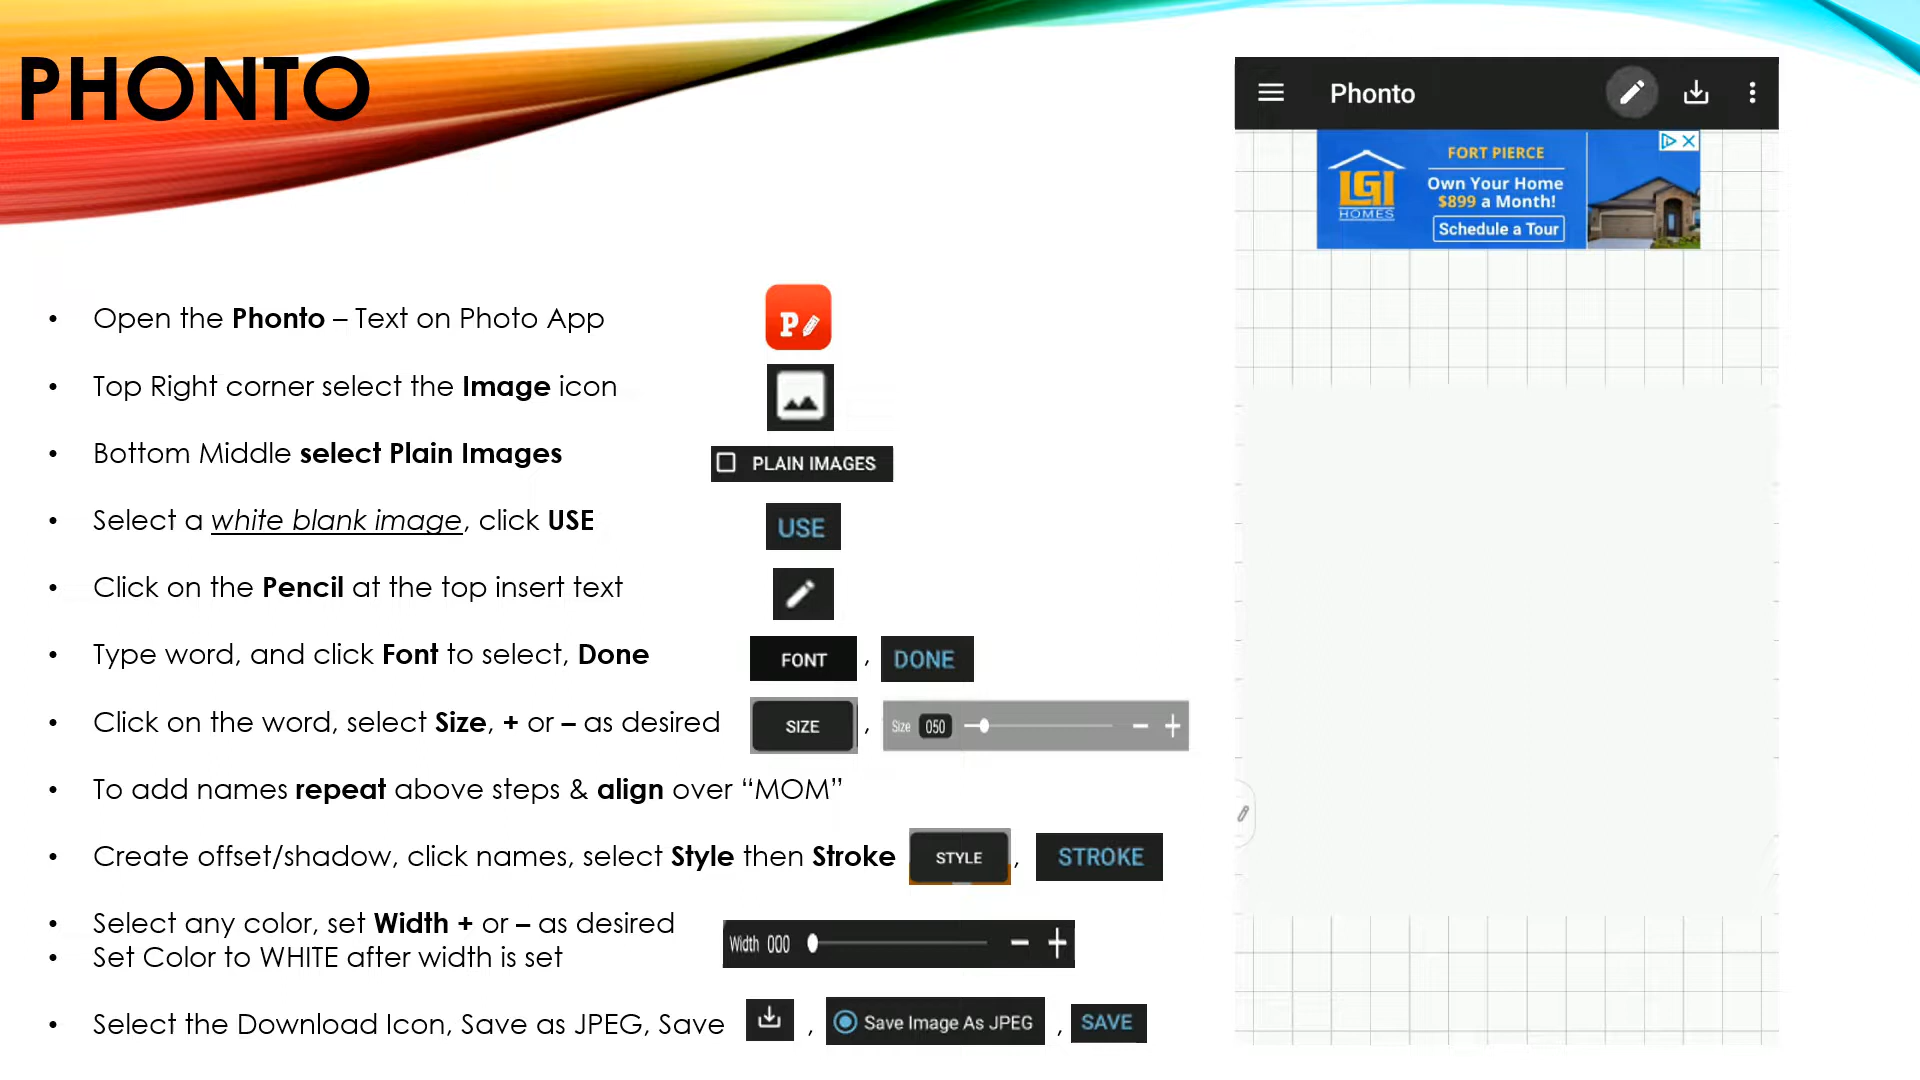 PHONTO
• Open the Phonto – Text on Photo App
P
• Top Right corner select the Image icon
• Bottom Middle select Plain Images
PLAIN IMAGES
• Select a white blank image, click USE
USE
• Click on the Pencil at the top insert text
• Type word, and click Font to select, Done
FONT , DONE
• Click on the word, select Size, + or – as desired
SIZE , Size 050 − +
• To add names repeat above steps & align over “MOM”
• Create offset/shadow, click names, select Style then Stroke
STYLE , STROKE
• Select any color, set Width + or – as desired
Width 000 − +
• Set Color to WHITE after width is set
• Select the Download Icon, Save as JPEG, Save
, Save Image As JPEG , SAVE
Phonto
LGI
HOMES
FORT PIERCE
Own Your Home
$899 a Month!
Schedule a Tour